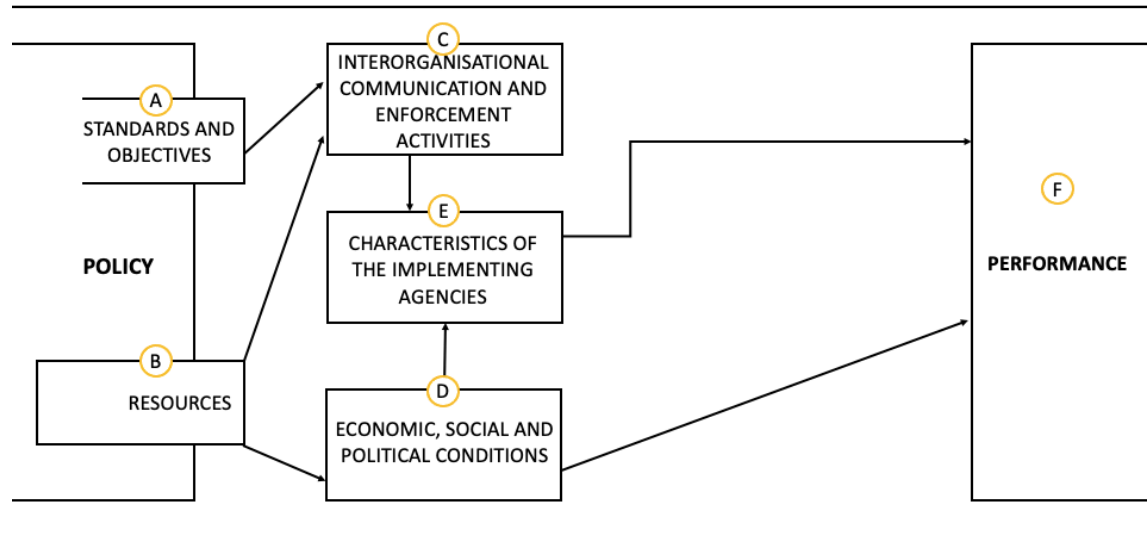 A
STANDARDS AND
OBJECTIVES
POLICY
B
RESOURCES
C
INTERORGANISATIONAL
COMMUNICATION AND
ENFORCEMENT
ACTIVITIES
E
CHARACTERISTICS OF
THE IMPLEMENTING
AGENCIES
D
ECONOMIC, SOCIAL AND
POLITICAL CONDITIONS
F
PERFORMANCE